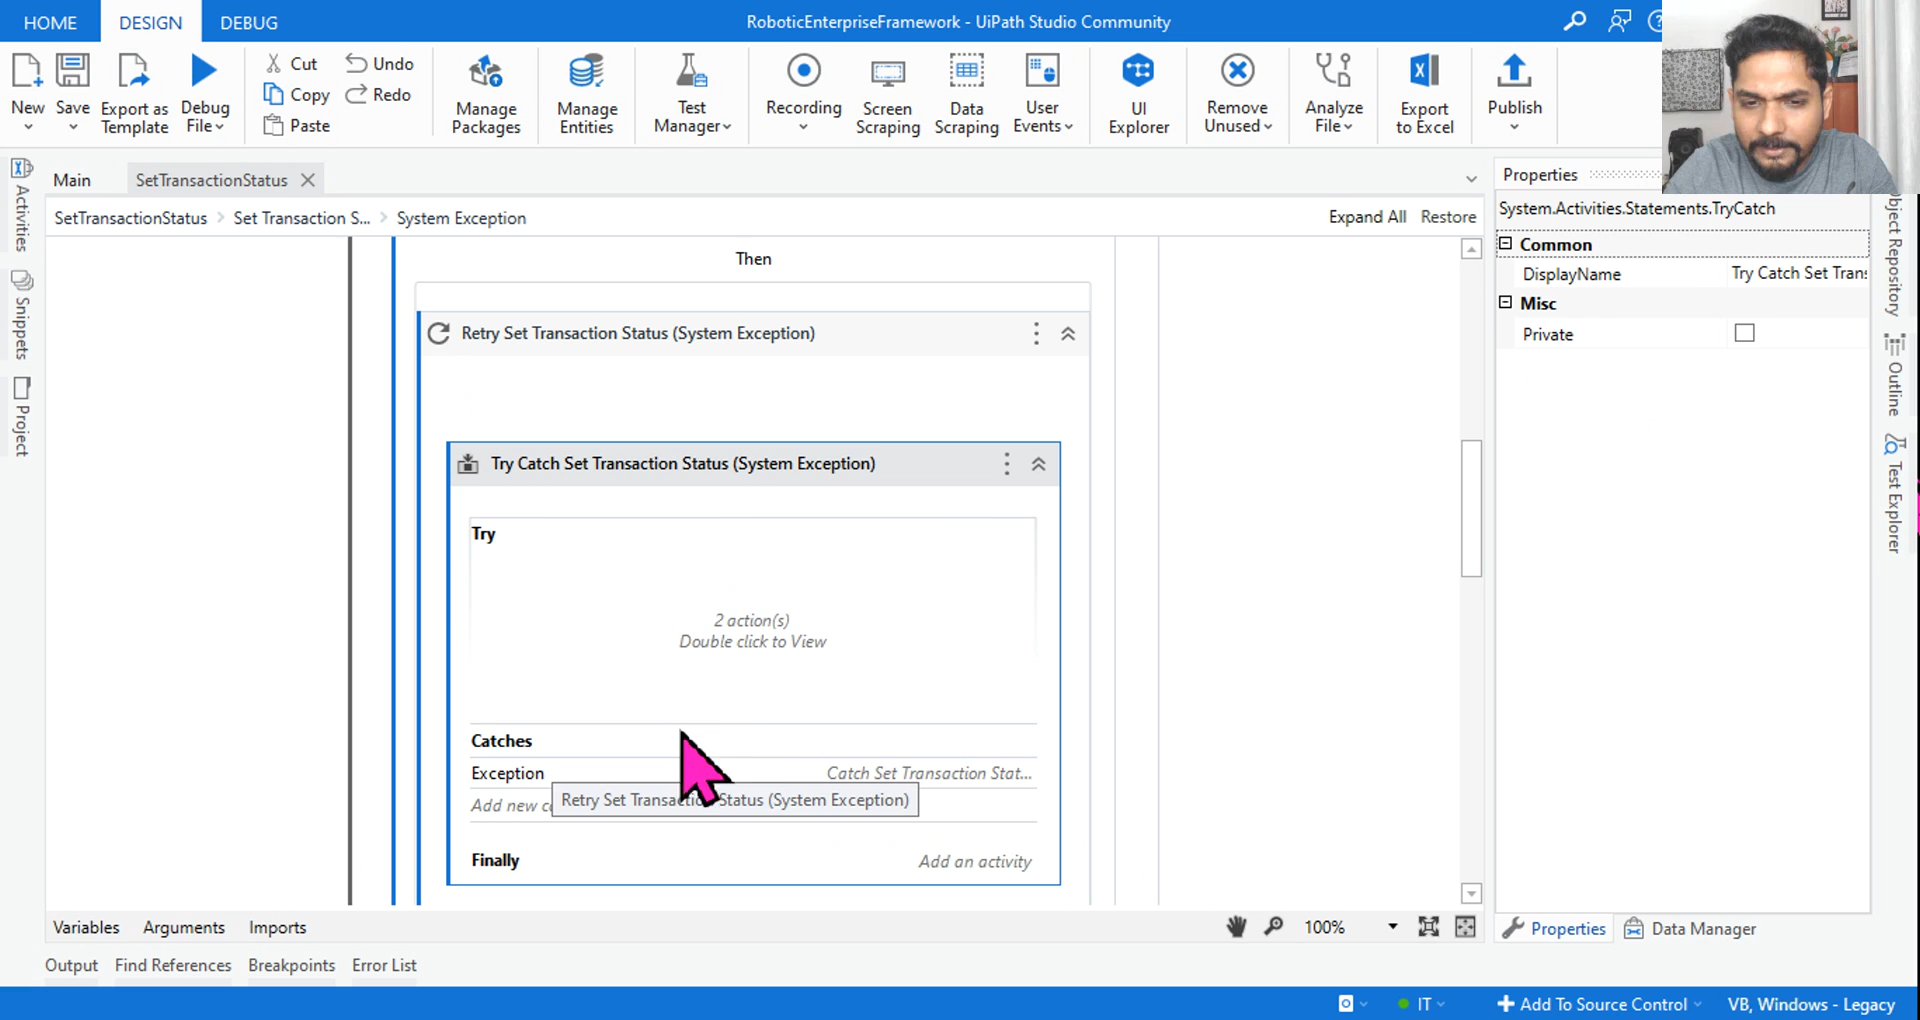 HOME
DESIGN
DEBUG
RoboticEnterpriseFramework - UiPath Studio Community
New
Save
Export as
Template
Debug
File
Cut
Copy
Paste
Undo
Redo
Manage
Packages
Manage
Entities
Test
Manager
Recording
Screen
Scraping
Data
Scraping
User
Events
UI
Explorer
Remove
Unused
Analyze
File
Export
to Excel
Publish
Activities
Snippets
Project
Main
SetTransactionStatus
SetTransactionStatus > Set Transaction S... > System Exception
Expand All
Restore
Then
Retry Set Transaction Status (System Exception)
Try Catch Set Transaction Status (System Exception)
Try
2 action(s)
Double click to View
Catches
Exception
Catch Set Transaction Stat...
Add new c
Retry Set Transaction Status (System Exception)
Finally
Add an activity
Properties
System.Activities.Statements.TryCatch
Common
DisplayName
Try Catch Set Trans
Misc
Private
Object Repository
Outline
Test Explorer
Variables
Arguments
Imports
100%
Properties
Data Manager
Output
Find References
Breakpoints
Error List
IT
Add To Source Control
VB, Windows - Legacy